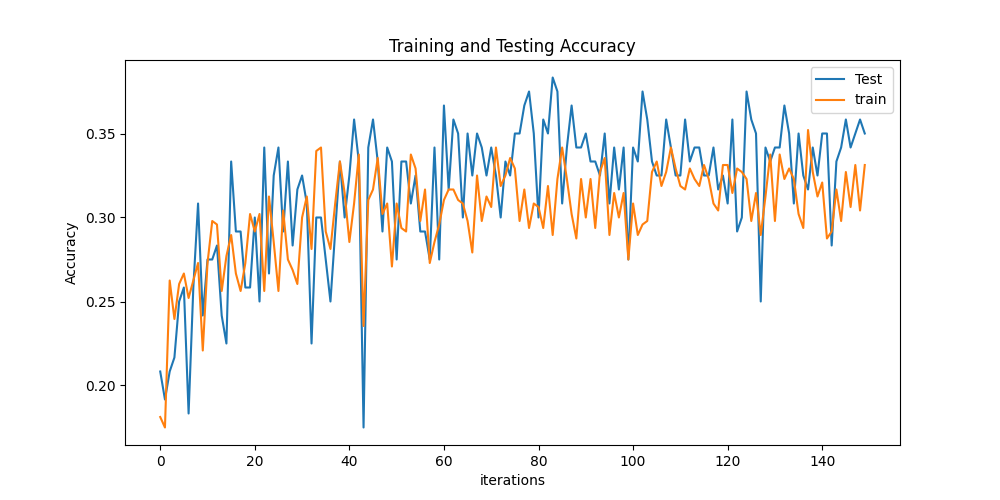 Training and Testing Accuracy
Test
train
0.35
0.30
0.25
0.20
Accuracy
0 20 40 60 80 100 120 140
iterations